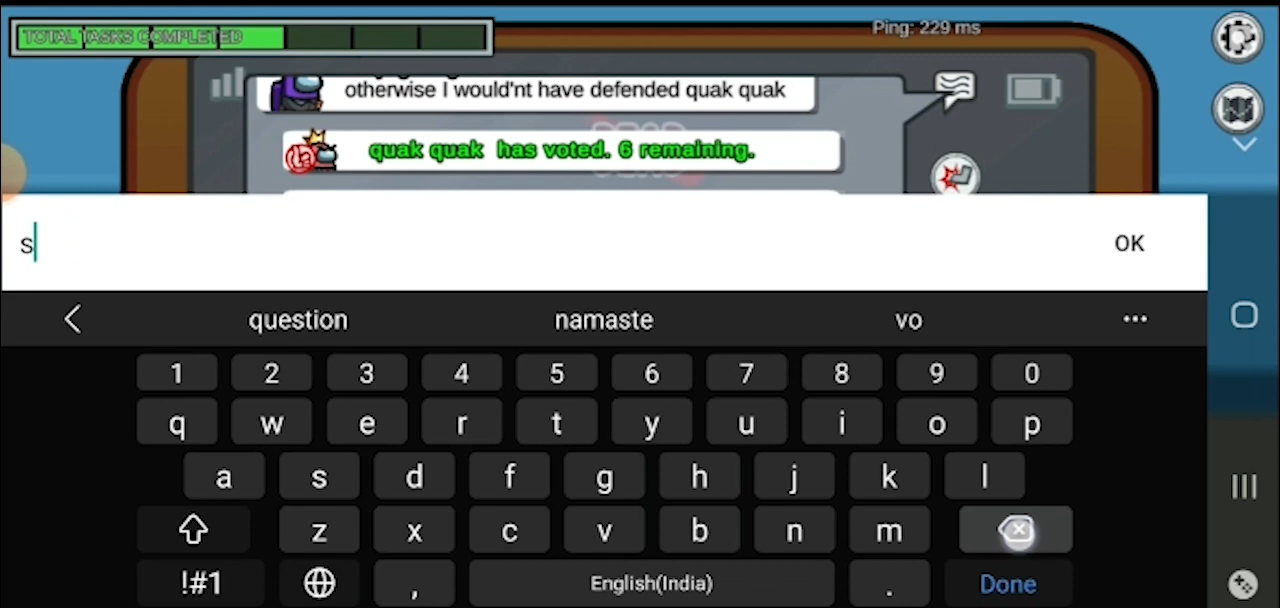 TOTAL TASKS COMPLETED
Ping: 229 ms
otherwise I would'nt have defended quak quak
quak quak has voted. 6 remaining.
s
OK
question namaste vo
1 2 3 4 5 6 7 8 9 0
q w e r t y u i o p
a s d f g h j k l
z x c v b n m
!#1 , English(India) . Done